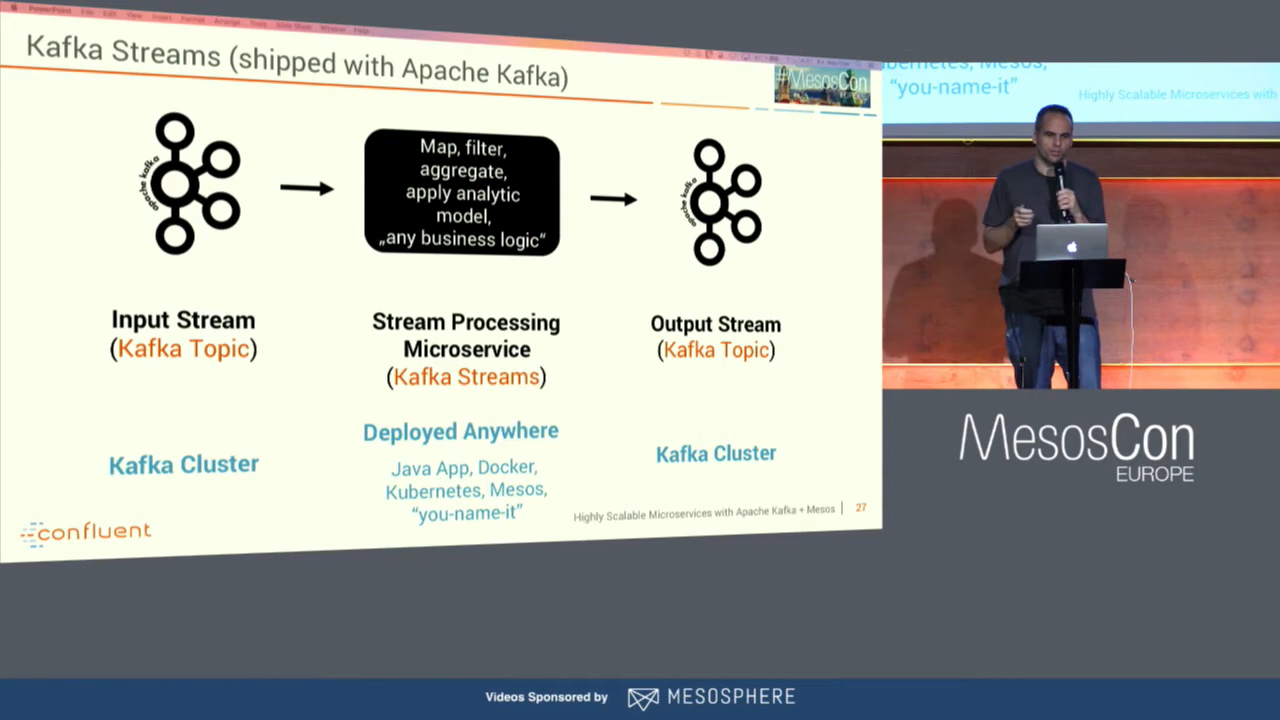 Kafka Streams (shipped with Apache Kafka)
#MesosCon
EUROPE
apache kafka
Map, filter,
aggregate,
apply analytic
model,
„any business logic“
apache kafka
Input Stream
(Kafka Topic)
Stream Processing
Microservice
(Kafka Streams)
Output Stream
(Kafka Topic)
Kafka Cluster
Deployed Anywhere
Java App, Docker,
Kubernetes, Mesos,
“you-name-it”
Kafka Cluster
confluent
Highly Scalable Microservices with Apache Kafka + Mesos | 27
Kubernetes, Mesos,
“you-name-it”
Highly Scalable Microservices with
MesosCon
EUROPE
Videos Sponsored by MESOSPHERE